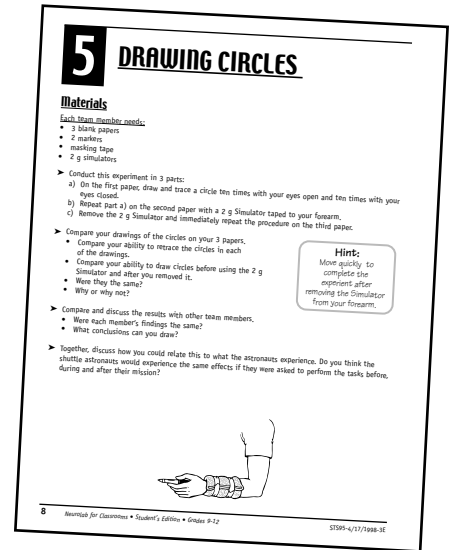 5 DRAWING CIRCLES
Materials
Each team member needs:
• 3 blank papers
• 2 markers
• masking tape
• 2 g simulators
➤ Conduct this experiment in 3 parts:
a) On the first paper, draw and trace a circle ten times with your eyes open and ten times with your
eyes closed.
b) Repeat part a) on the second paper with a 2 g Simulator taped to your forearm.
c) Remove the 2 g Simulator and immediately repeat the procedure on the third paper.
➤ Compare your drawings of the circles on your 3 papers.
• Compare your ability to retrace the circles in each
of the drawings.
• Compare your ability to draw circles before using the 2 g
Simulator and after you removed it.
• Were they the same?
• Why or why not?
Hint:
Move quickly to
complete the
experient after
removing the Simulator
from your forearm.
➤ Compare and discuss the results with other team members.
• Were each member's findings the same?
• What conclusions can you draw?
➤ Together, discuss how you could relate this to what the astronauts experience. Do you think the
shuttle astronauts would experience the same effects if they were asked to perform the tasks before,
during and after their mission?
8 Neurolab for Classrooms • Student's Edition • Grades 9-12
STS95-4/17/1998-3E